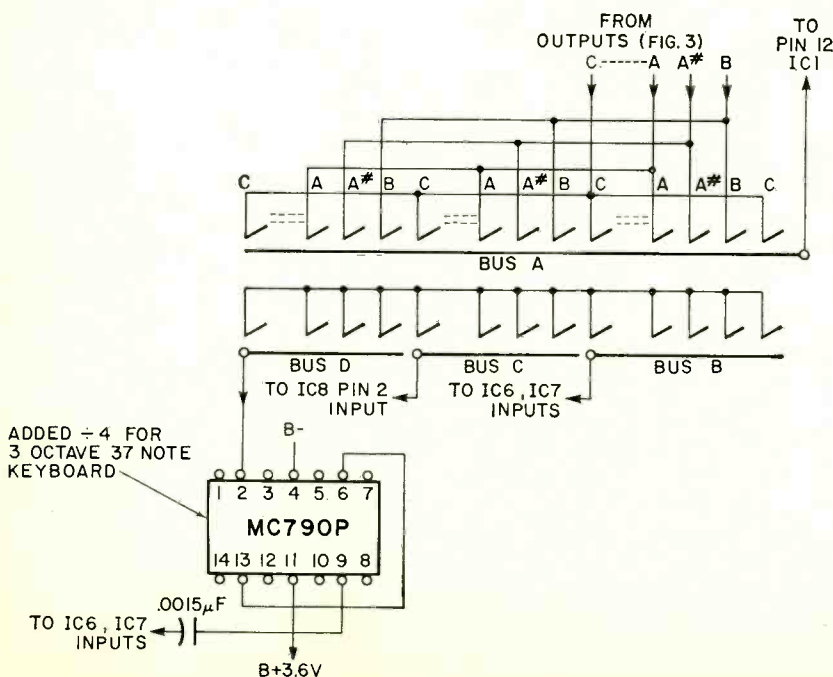 FROM
OUTPUTS (FIG. 3)
TO
PIN 12
IC1
C ----- A A# B
C A A# B C A A# B C A A# B C
BUS A
BUS D BUS C BUS B
TO IC8 PIN 2
INPUT
TO IC6, IC7
INPUTS
ADDED ÷4 FOR
3 OCTAVE 37 NOTE
KEYBOARD
B-
1 2 3 4 5 6 7
MC790P
14 13 12 11 10 9 8
.0015µF
TO IC6, IC7
INPUTS
B+3.6V